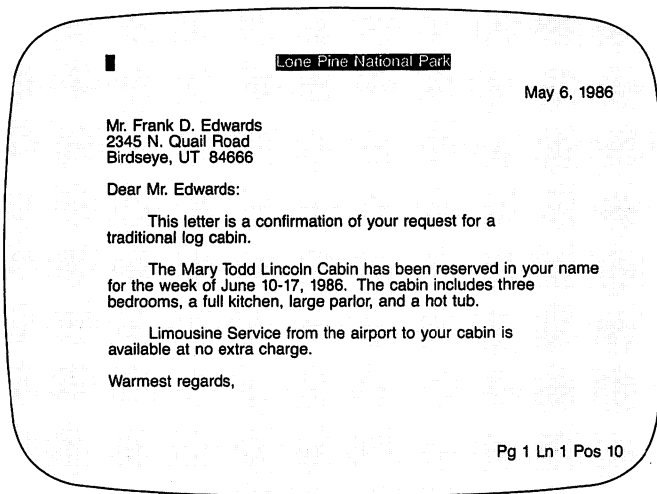 Lone Pine National Park
May 6, 1986
Mr. Frank D. Edwards
2345 N. Quail Road
Birdseye, UT 84666
Dear Mr. Edwards:
This letter is a confirmation of your request for a
traditional log cabin.
The Mary Todd Lincoln Cabin has been reserved in your name
for the week of June 10-17, 1986. The cabin includes three
bedrooms, a full kitchen, large parlor, and a hot tub.
Limousine Service from the airport to your cabin is
available at no extra charge.
Warmest regards,
Pg 1 Ln 1 Pos 10